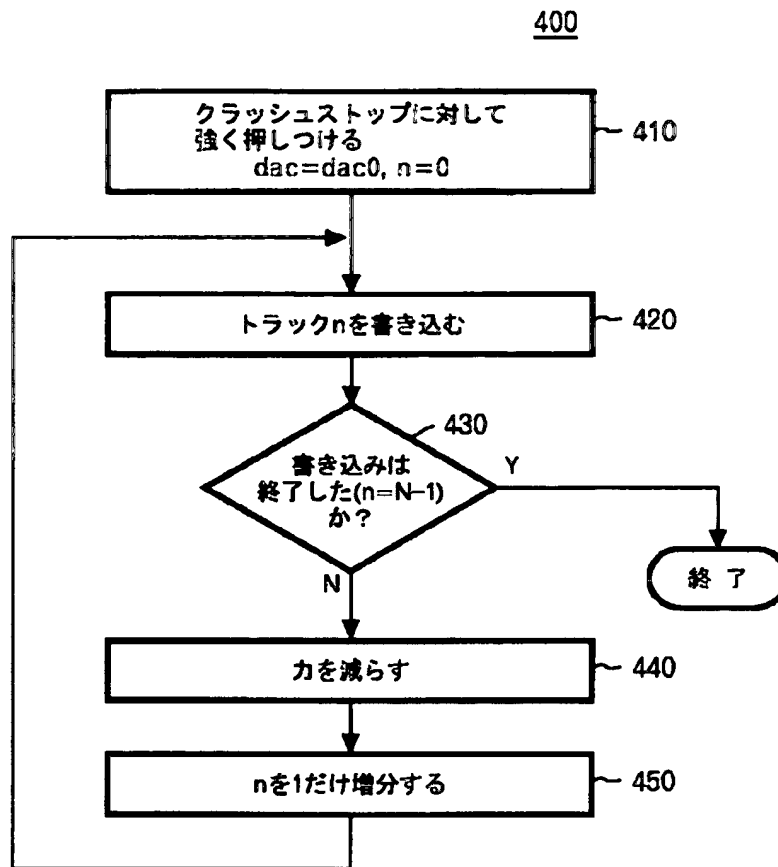 400
クラッシュストップに対して
強く押しつける
dac=dac0, n=0
410
トラックnを書き込む
420
430
書き込みは
終了した(n=N-1)
か？
Y
終 了
N
力を減らす
440
nを1だけ増分する
450